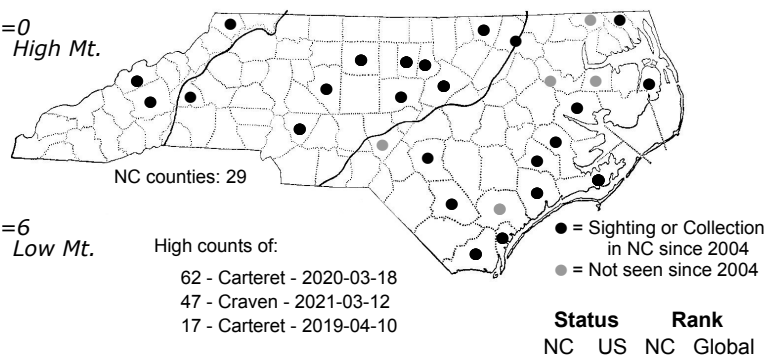 =0
High Mt.
NC counties: 29
=6
Low Mt.
High counts of:
62 - Carteret - 2020-03-18
47 - Craven - 2021-03-12
17 - Carteret - 2019-04-10
● = Sighting or Collection
in NC since 2004
● = Not seen since 2004
Status Rank
NC US NC Global